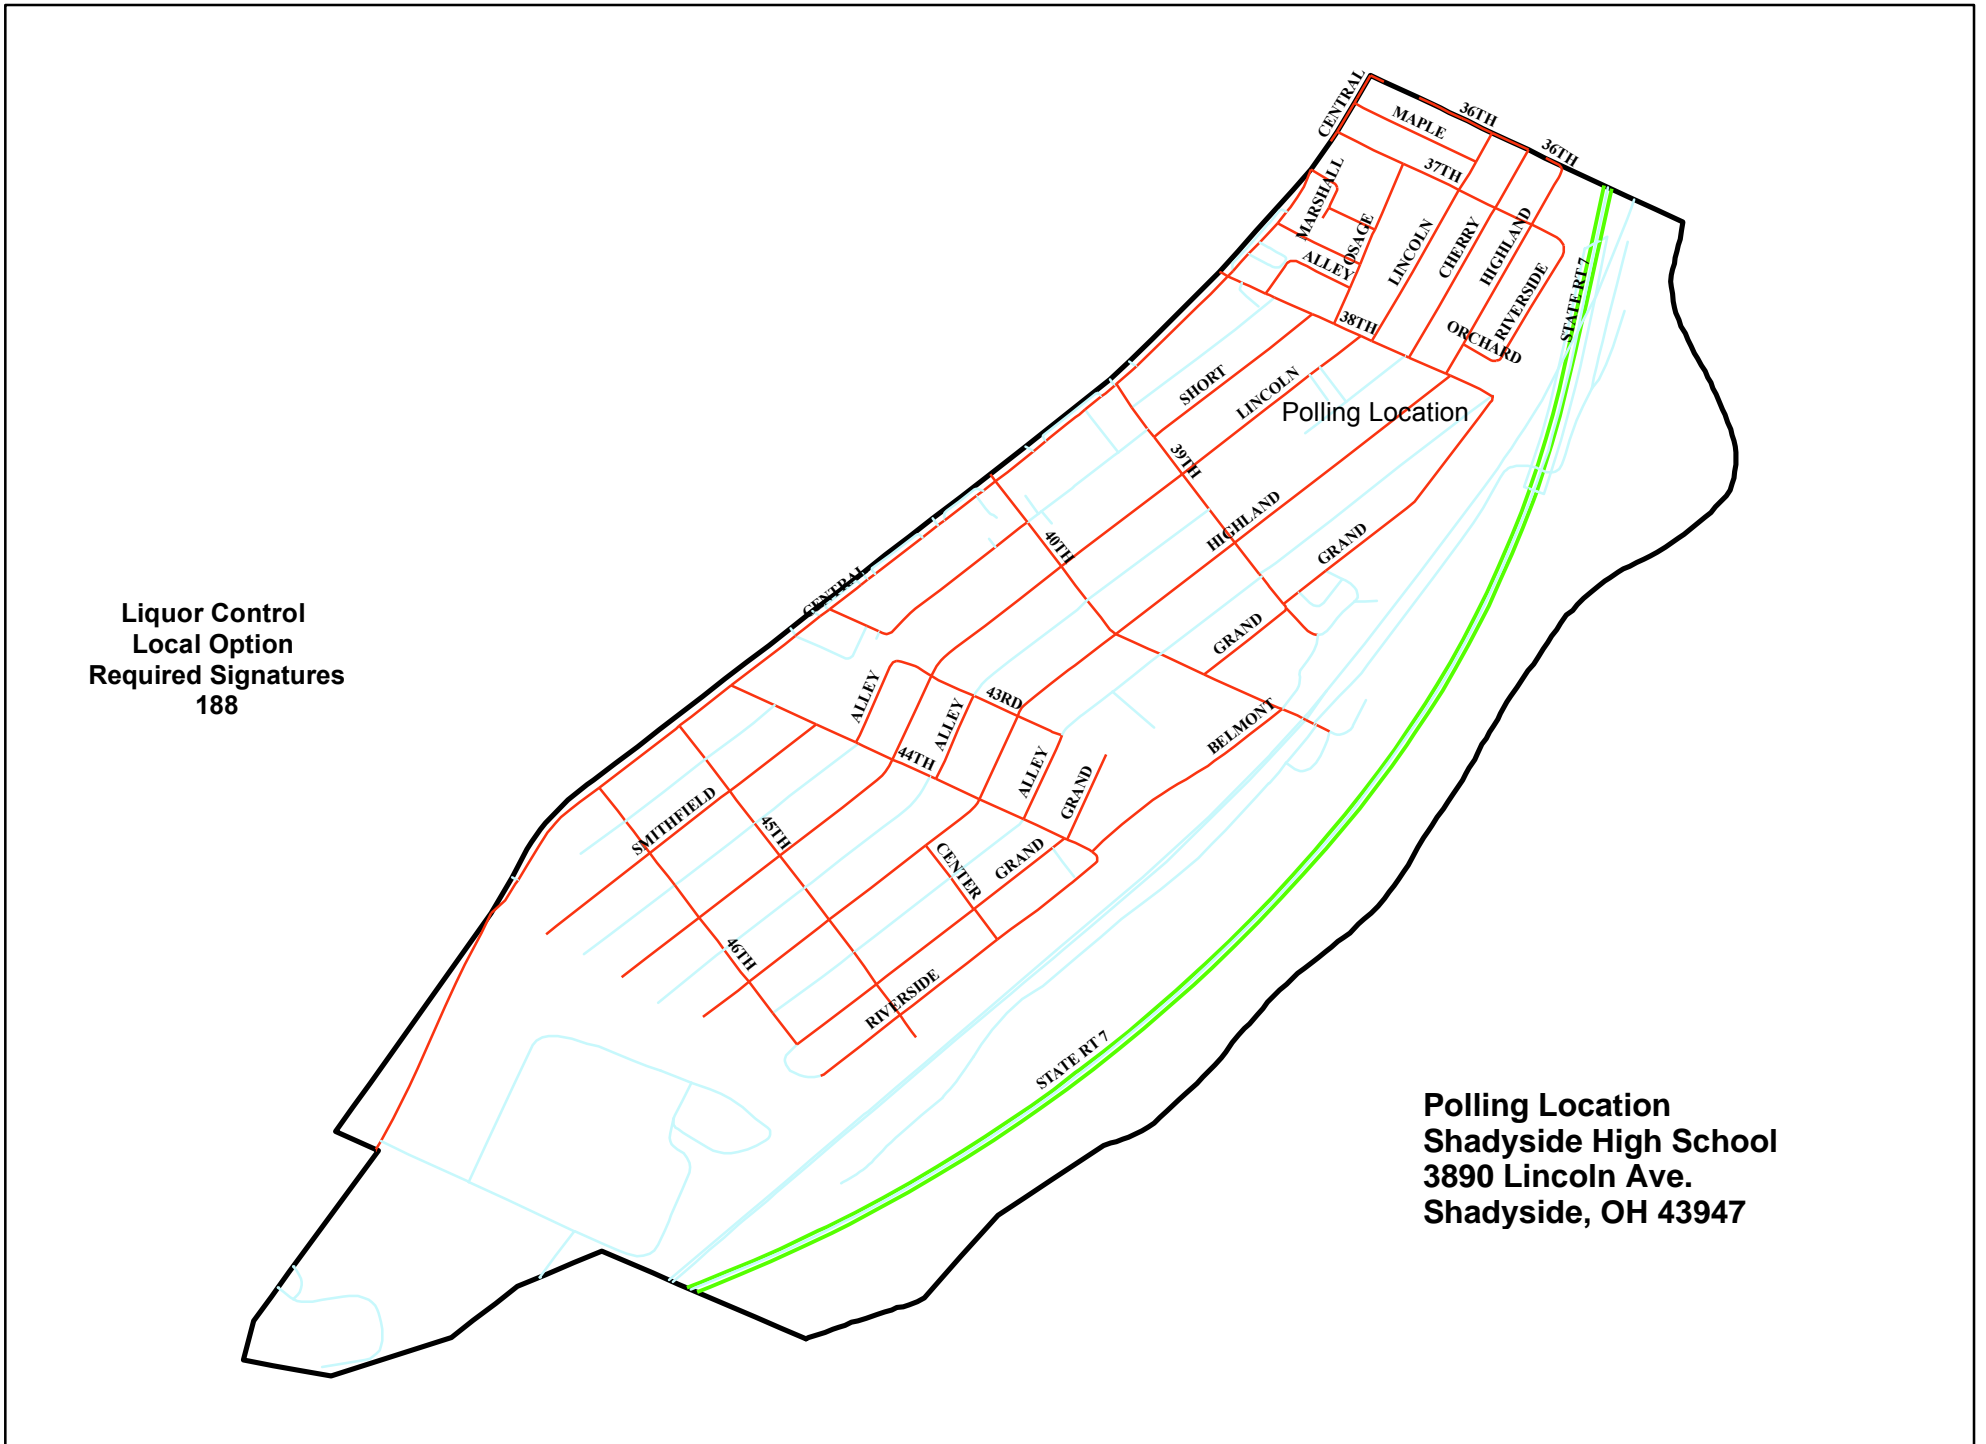 CENTRAL
36TH
MAPLE
36TH
37TH
MARSHALL
OSAGE
LINCOLN
CHERRY
HIGHLAND
ALLEY
RIVERSIDE
STATE RT 7
38TH
ORCHARD
SHORT
LINCOLN
Polling Location
39TH
HIGHLAND
GRAND
40TH
CENTRAL
Liquor Control
Local Option
Required Signatures
188
GRAND
ALLEY
43RD
ALLEY
BELMONT
44TH
ALLEY
GRAND
SMITHFIELD
45TH
GRAND
CENTER
46TH
RIVERSIDE
STATE RT 7
Polling Location
Shadyside High School
3890 Lincoln Ave.
Shadyside, OH 43947